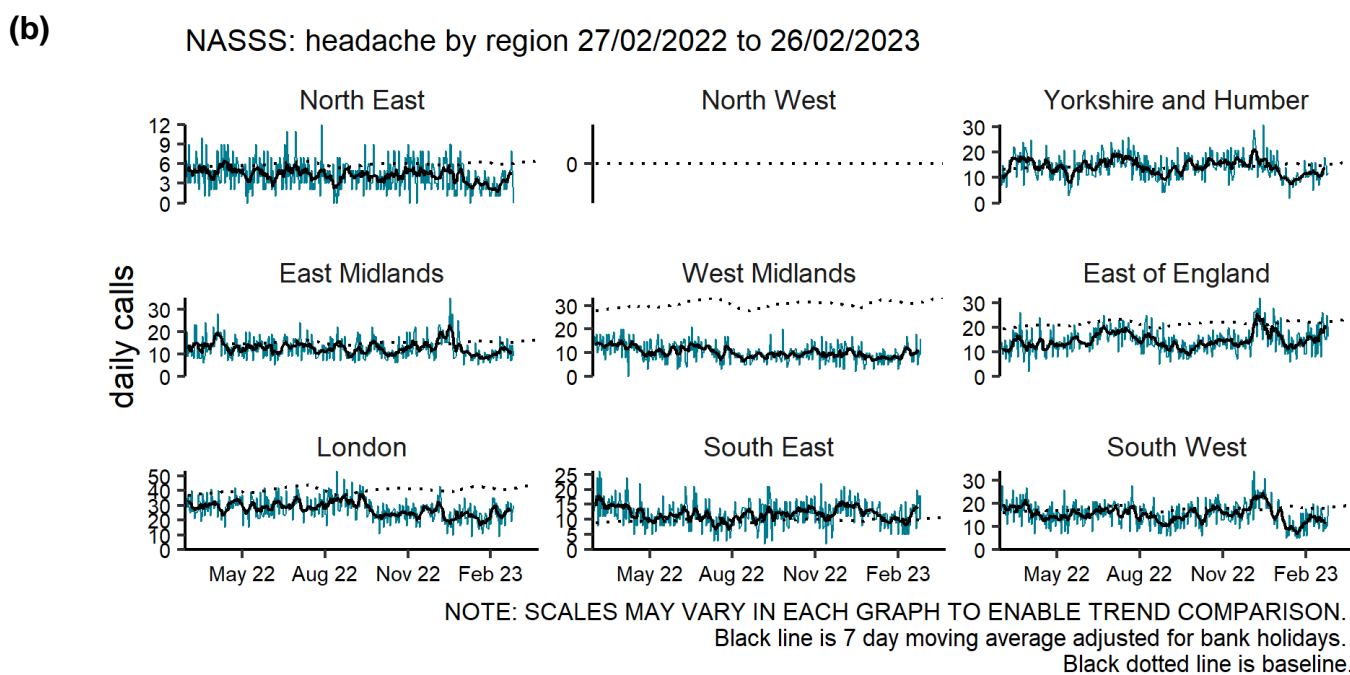 (b)
NASSS: headache by region 27/02/2022 to 26/02/2023
North East
North West
Yorkshire and Humber
12
9
6
3
0
0
30
20
10
0
daily calls
East Midlands
West Midlands
East of England
30
20
10
0
30
20
10
0
30
20
10
0
London
South East
South West
50
40
30
20
10
0
25
20
15
10
5
0
30
20
10
0
May 22 Aug 22 Nov 22 Feb 23
May 22 Aug 22 Nov 22 Feb 23
May 22 Aug 22 Nov 22 Feb 23
NOTE: SCALES MAY VARY IN EACH GRAPH TO ENABLE TREND COMPARISON.
Black line is 7 day moving average adjusted for bank holidays.
Black dotted line is baseline.